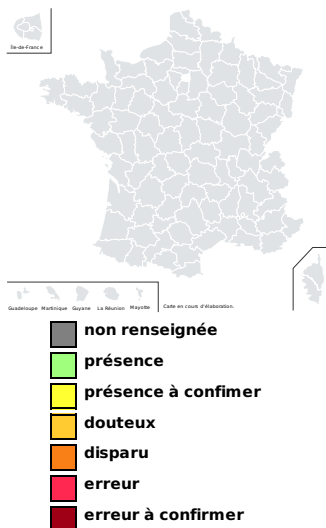 Île-de-France
Guadeloupe Martinique Guyane La Réunion Mayotte Carte en cours d'élaboration.
non renseignée
présence
présence à confimer
douteux
disparu
erreur
erreur à confirmer